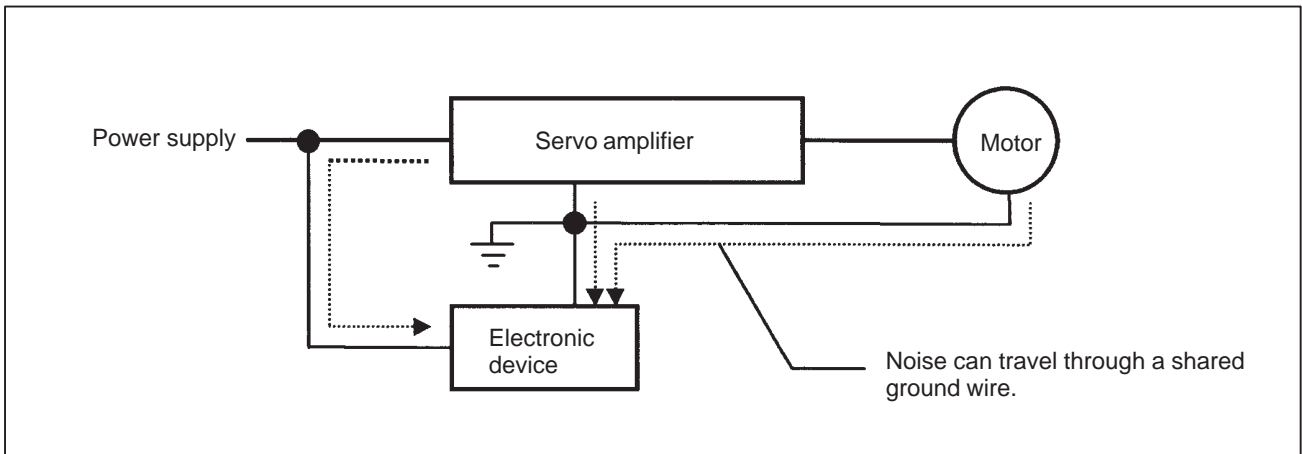 Power supply
Servo amplifier
Motor
Electronic
device
Noise can travel through a shared
ground wire.